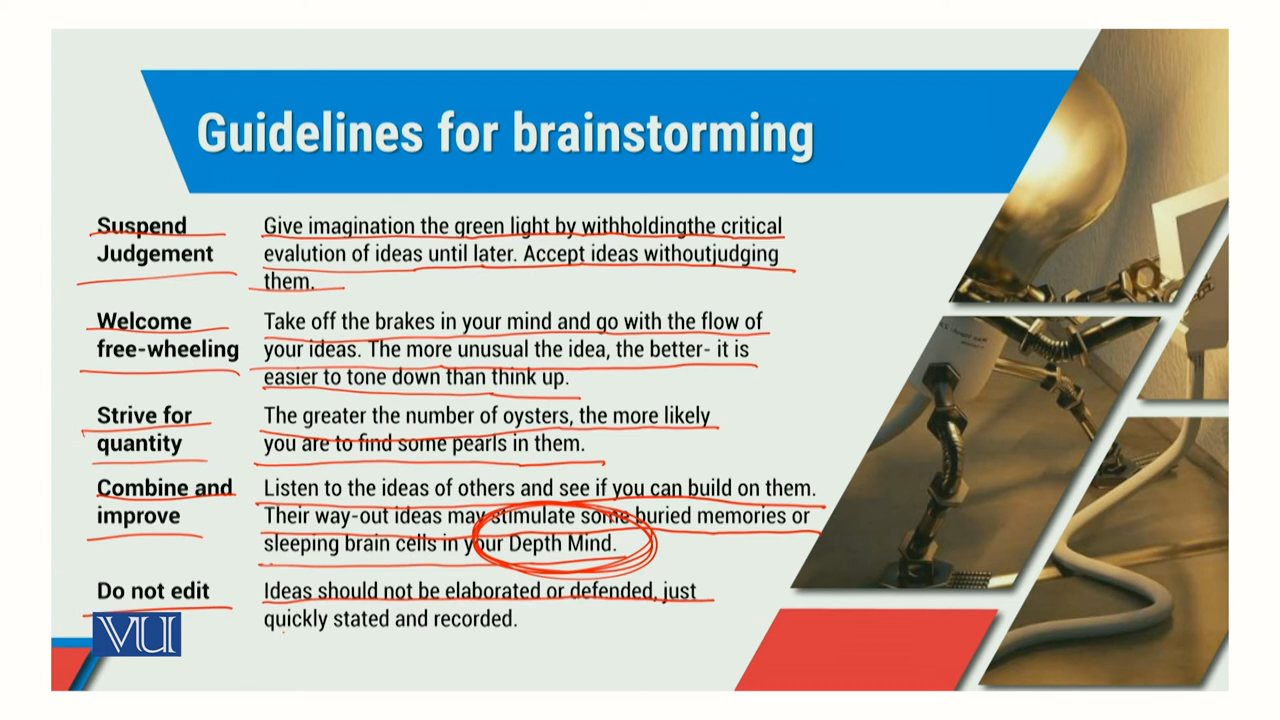 Guidelines for brainstorming
Suspend
Judgement
Give imagination the green light by withholdingthe critical
evalution of ideas until later. Accept ideas withoutjudging
them.
Welcome
free-wheeling
Take off the brakes in your mind and go with the flow of
your ideas. The more unusual the idea, the better- it is
easier to tone down than think up.
Strive for
quantity
The greater the number of oysters, the more likely
you are to find some pearls in them.
Combine and
improve
Listen to the ideas of others and see if you can build on them.
Their way-out ideas may stimulate some buried memories or
sleeping brain cells in your Depth Mind.
Do not edit
Ideas should not be elaborated or defended, just
quickly stated and recorded.
VU